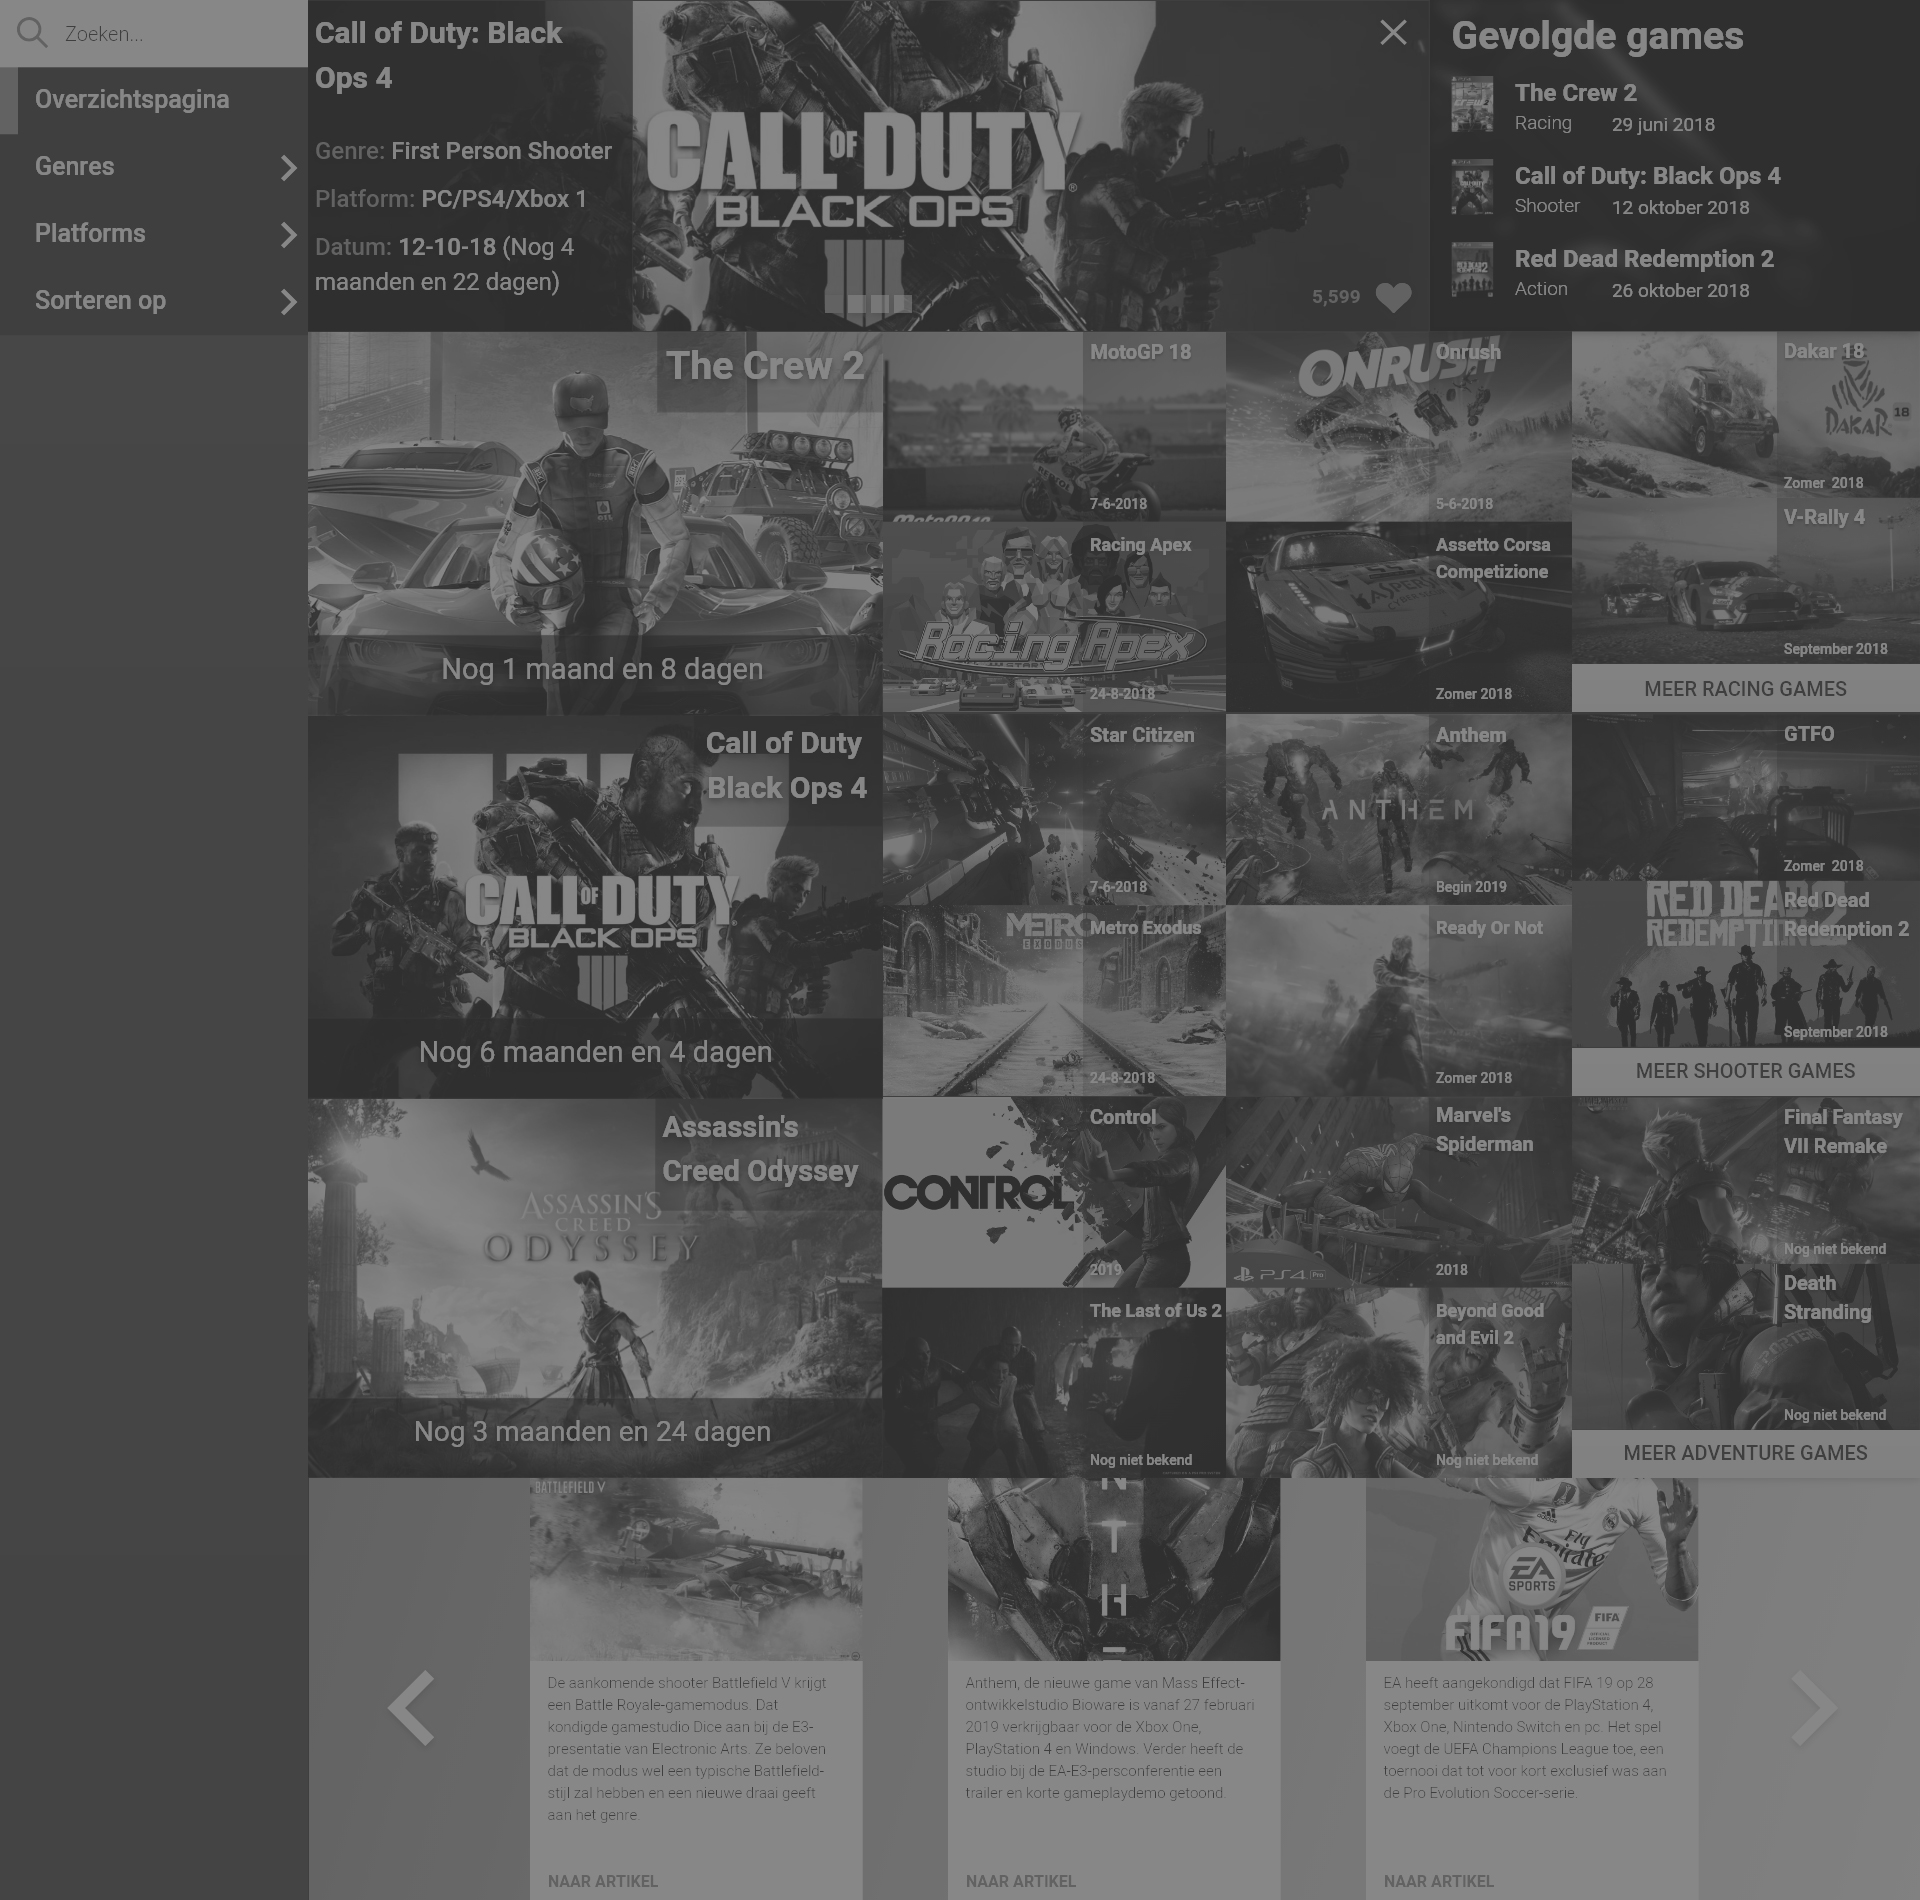 Zoeken...
Overzichtspagina
Genres
Platforms
Sorteren op
Call of Duty: Black
Ops 4
Genre: First Person Shooter
Platform: PC/PS4/Xbox 1
Datum: 12-10-18 (Nog 4
maanden en 22 dagen)
CALL OF DUTY®
BLACK OPS
5,599
Gevolgde games
The Crew 2
Racing 29 juni 2018
Call of Duty: Black Ops 4
Shooter 12 oktober 2018
Red Dead Redemption 2
Action 26 oktober 2018
The Crew 2
Nog 1 maand en 8 dagen
MotoGP 18
7-6-2018
ONRUSH
Onrush
5-6-2018
Dakar 18
DAKAR 18
Zomer 2018
Racing Apex
Racing Apex
24-8-2018
Assetto Corsa
Competizione
Zomer 2018
V-Rally 4
September 2018
MEER RACING GAMES
Call of Duty
Black Ops 4
CALL OF DUTY
BLACK OPS
Nog 6 maanden en 4 dagen
Star Citizen
7-6-2018
Anthem
ANTHEM
Begin 2019
GTFO
Zomer 2018
METRO
EXODUS
Metro Exodus
24-8-2018
Ready Or Not
Zomer 2018
RED DEAD
REDEMPTION 2
Red Dead
Redemption 2
September 2018
MEER SHOOTER GAMES
Assassin's
Creed Odyssey
ASSASSIN'S
CREED
ODYSSEY
Nog 3 maanden en 24 dagen
Control
CONTROL
2019
Marvel's
Spiderman
PS4 Pro
2018
Final Fantasy
VII Remake
Nog niet bekend
The Last of Us 2
Nog niet bekend
Beyond Good
and Evil 2
Nog niet bekend
Death
Stranding
Nog niet bekend
MEER ADVENTURE GAMES
BATTLEFIELD V
De aankomende shooter Battlefield V krijgt
een Battle Royale-gamemodus. Dat
kondigde gamestudio Dice aan bij de E3-
presentatie van Electronic Arts. Ze beloven
dat de modus wel een typische Battlefield-
stijl zal hebben en een nieuwe draai geeft
aan het genre.
NAAR ARTIKEL
N
T
H
Anthem, de nieuwe game van Mass Effect-
ontwikkelstudio Bioware is vanaf 27 februari
2019 verkrijgbaar voor de Xbox One,
PlayStation 4 en Windows. Verder heeft de
studio bij de EA-E3-persconferentie een
trailer en korte gameplaydemo getoond.
NAAR ARTIKEL
Fly
Emirates
EA
SPORTS
FIFA 19
FIFA
EA heeft aangekondigd dat FIFA 19 op 28
september uitkomt voor de PlayStation 4,
Xbox One, Nintendo Switch en pc. Het spel
voegt de UEFA Champions League toe, een
toernooi dat tot voor kort exclusief was aan
de Pro Evolution Soccer-serie.
NAAR ARTIKEL